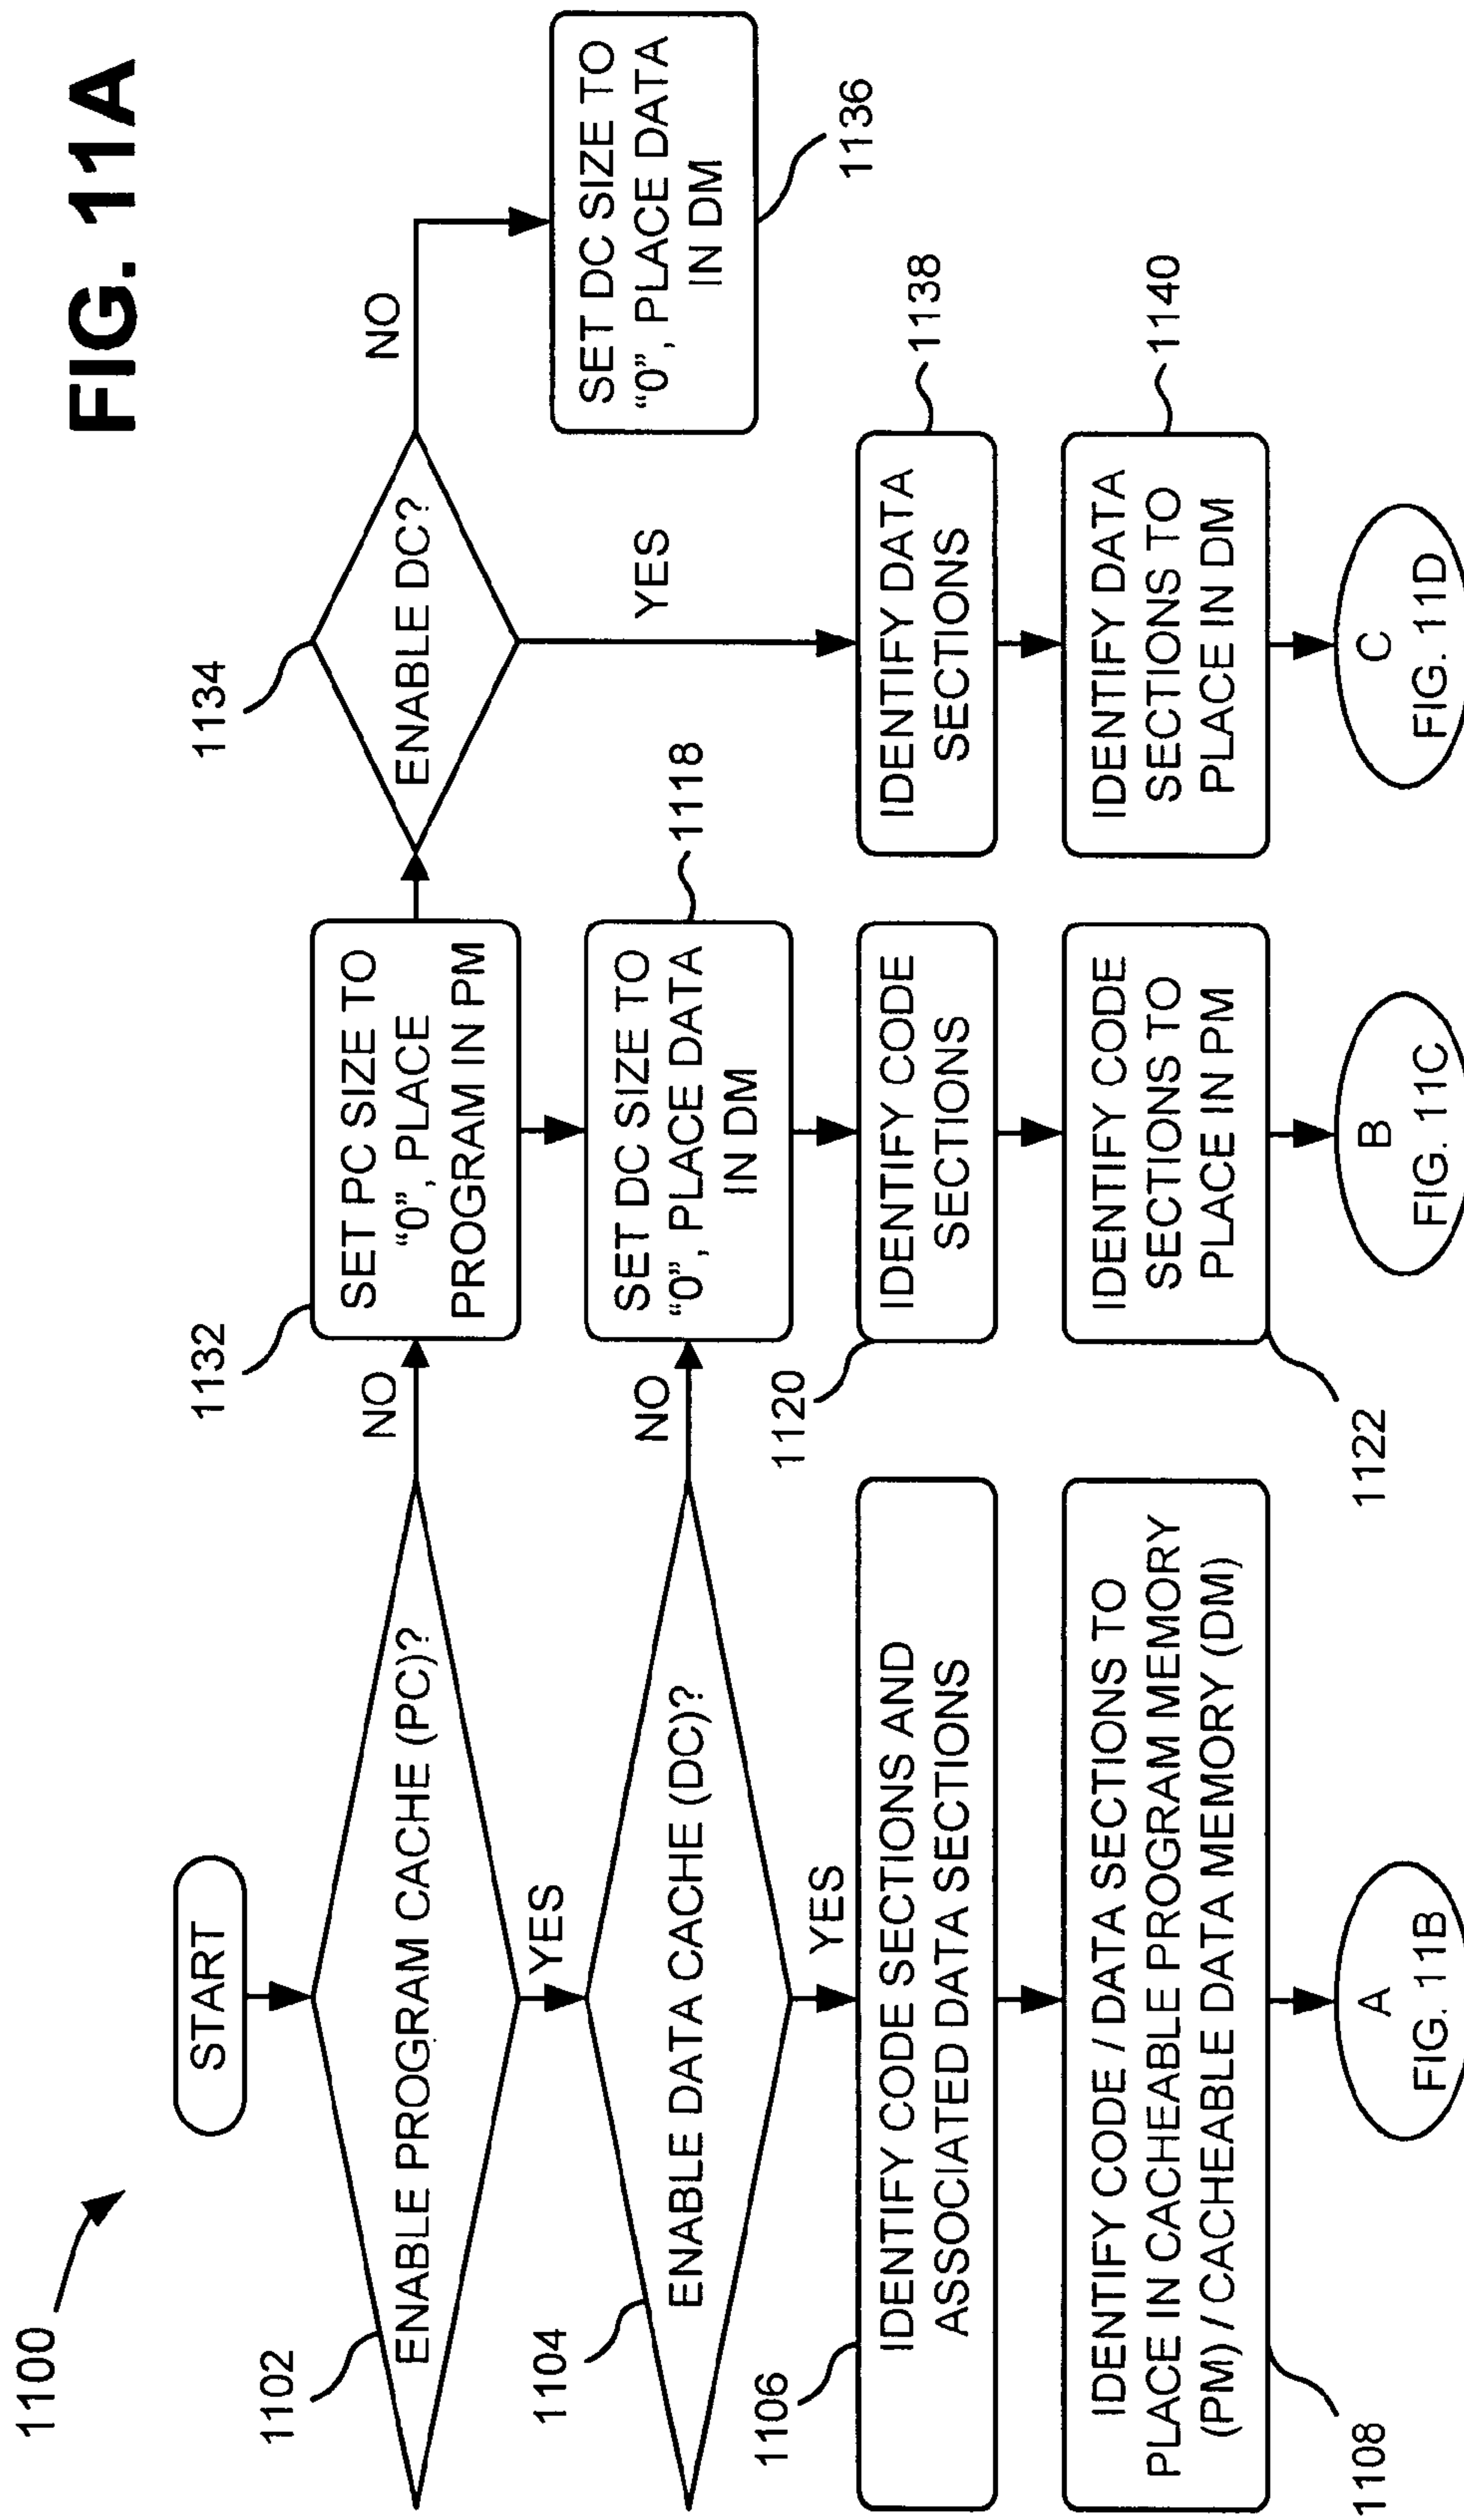 FIG. 11A
1100
START
1102
ENABLE PROGRAM CACHE (PC)?
NO
YES
1132
SET PC SIZE TO
“0”, PLACE
PROGRAM IN PM
1134
ENABLE DC?
NO
YES
SET DC SIZE TO
“0”, PLACE DATA
IN DM
1136
1104
ENABLE DATA CACHE (DC)?
NO
YES
SET DC SIZE TO
“0”, PLACE DATA
IN DM
1118
1106
IDENTIFY CODE SECTIONS AND
ASSOCIATED DATA SECTIONS
1120
IDENTIFY CODE
SECTIONS
IDENTIFY DATA
SECTIONS
1138
IDENTIFY CODE / DATA SECTIONS TO
PLACE IN CACHEABLE PROGRAM MEMORY
(PM) / CACHEABLE DATA MEMORY (DM)
1108
IDENTIFY CODE
SECTIONS TO
PLACE IN PM
1122
IDENTIFY DATA
SECTIONS TO
PLACE IN DM
1140
A
FIG. 11B
B
FIG. 11C
C
FIG. 11D